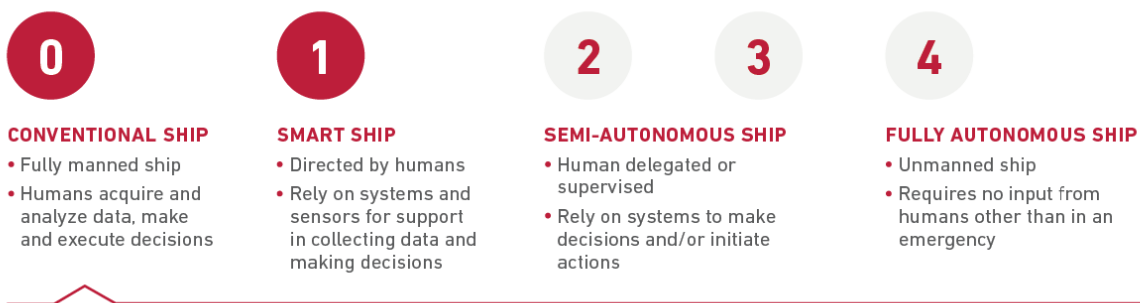 0
1
2
3
4
CONVENTIONAL SHIP
• Fully manned ship
• Humans acquire and
analyze data, make
and execute decisions
SMART SHIP
• Directed by humans
• Rely on systems and
sensors for support
in collecting data and
making decisions
SEMI-AUTONOMOUS SHIP
• Human delegated or
supervised
• Rely on systems to make
decisions and/or initiate
actions
FULLY AUTONOMOUS SHIP
• Unmanned ship
• Requires no input from
humans other than in an
emergency